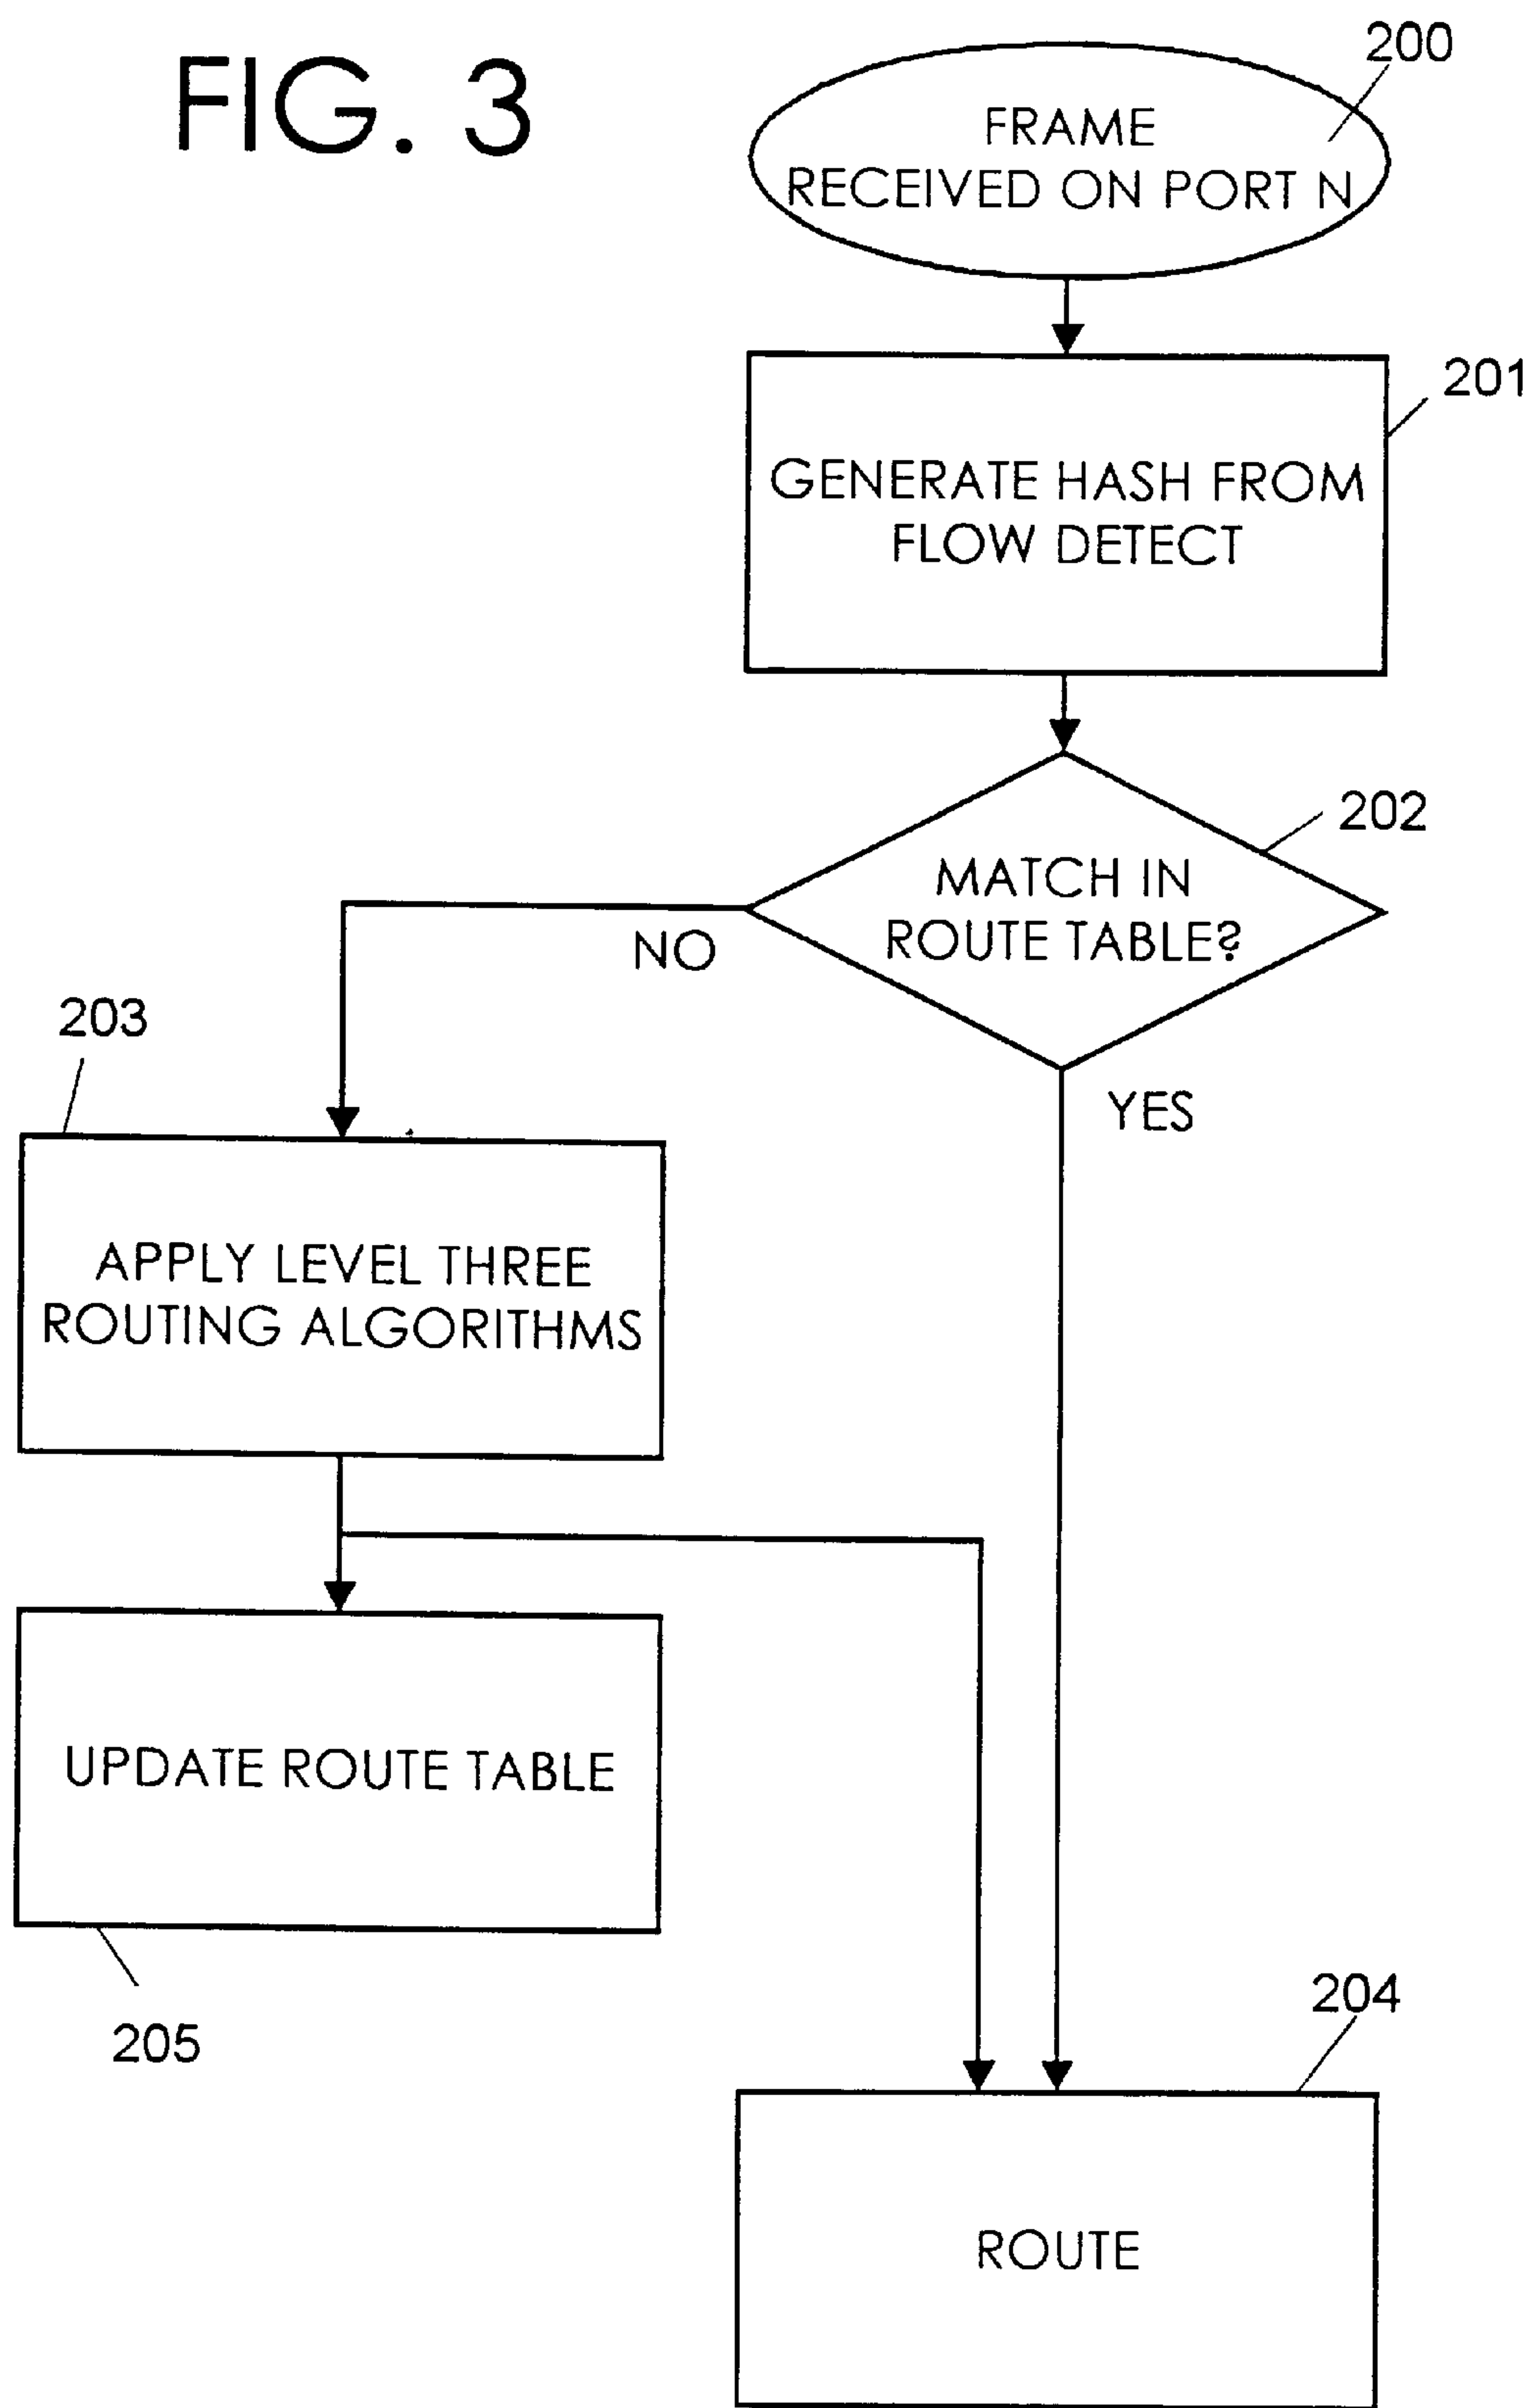 FIG. 3
200
FRAME
RECEIVED ON PORT N
201
GENERATE HASH FROM
FLOW DETECT
202
MATCH IN
ROUTE TABLE?
NO
YES
203
APPLY LEVEL THREE
ROUTING ALGORITHMS
UPDATE ROUTE TABLE
205
204
ROUTE